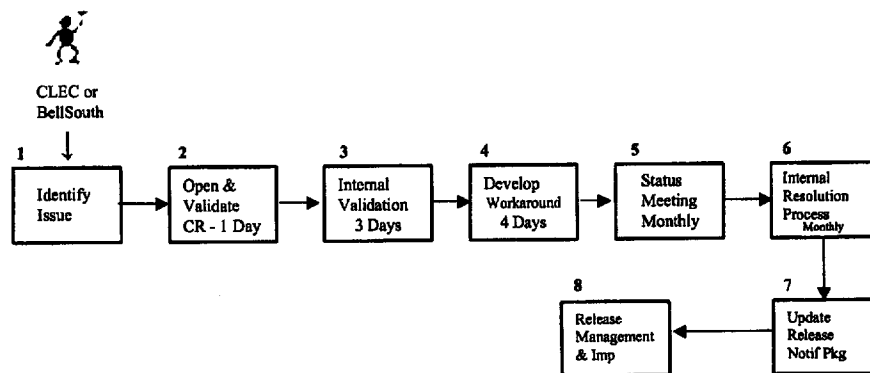 CLEC or
BellSouth
1
Identify
Issue
2
Open &
Validate
CR - 1 Day
3
Internal
Validation
3 Days
4
Develop
Workaround
4 Days
5
Status
Meeting
Monthly
6
Internal
Resolution
Process
Monthly
7
Update
Release
Notif Pkg
8
Release
Management
& Imp